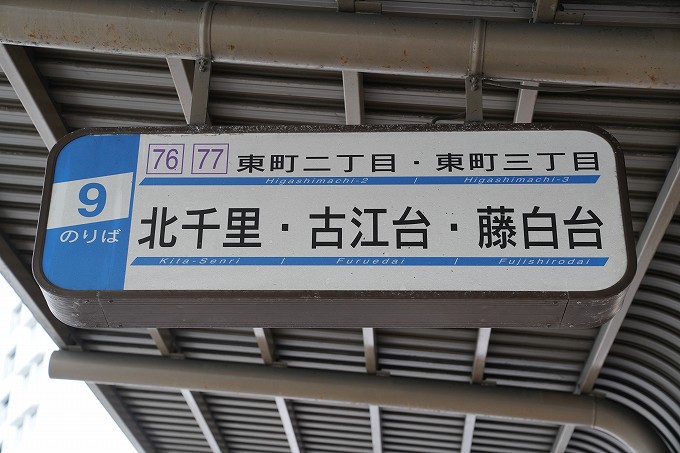 9
のりば
76 77 東町二丁目・東町三丁目
Higashimachi-2 | Higashimachi-3
北千里・古江台・藤白台
Kita-Senri | Furuedai | Fujishirodai